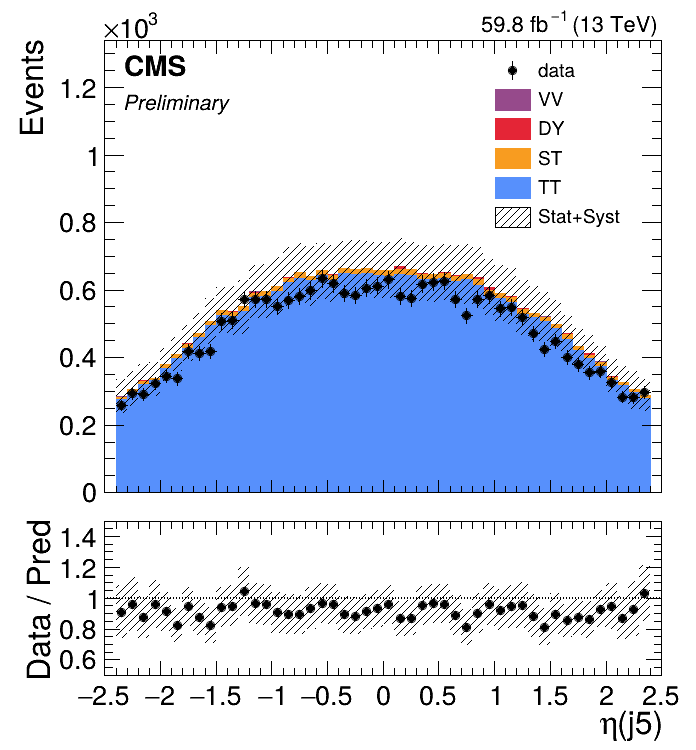 ×10³
59.8 fb⁻¹ (13 TeV)
Events
CMS
Preliminary
data
VV
DY
ST
TT
Stat+Syst
1.2
1
0.8
0.6
0.4
0.2
0
Data / Pred
1.4
1.2
1
0.8
0.6
−2.5 −2 −1.5 −1 −0.5 0 0.5 1 1.5 2 2.5
η(j5)